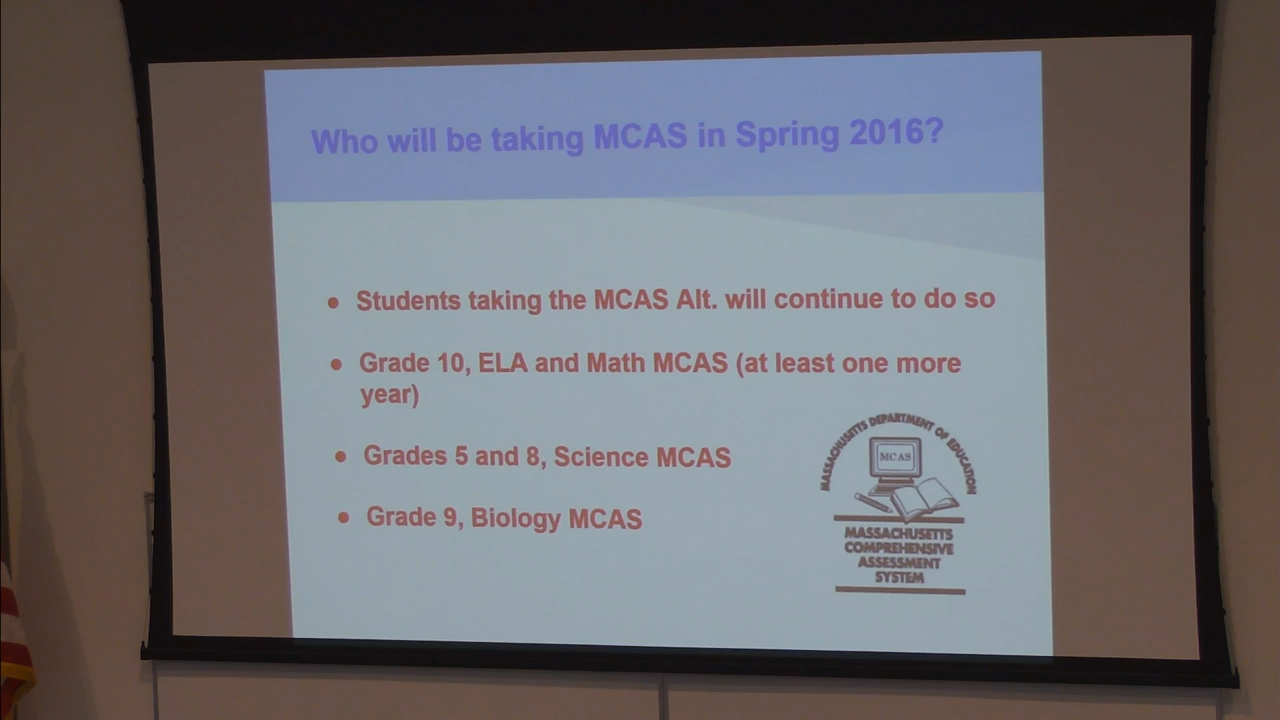 Who will be taking MCAS in Spring 2016?
● Students taking the MCAS Alt. will continue to do so
● Grade 10, ELA and Math MCAS (at least one more
year)
● Grades 5 and 8, Science MCAS
● Grade 9, Biology MCAS
MASSACHUSETTS DEPARTMENT OF EDUCATION
MCAS
MASSACHUSETTS
COMPREHENSIVE
ASSESSMENT
SYSTEM